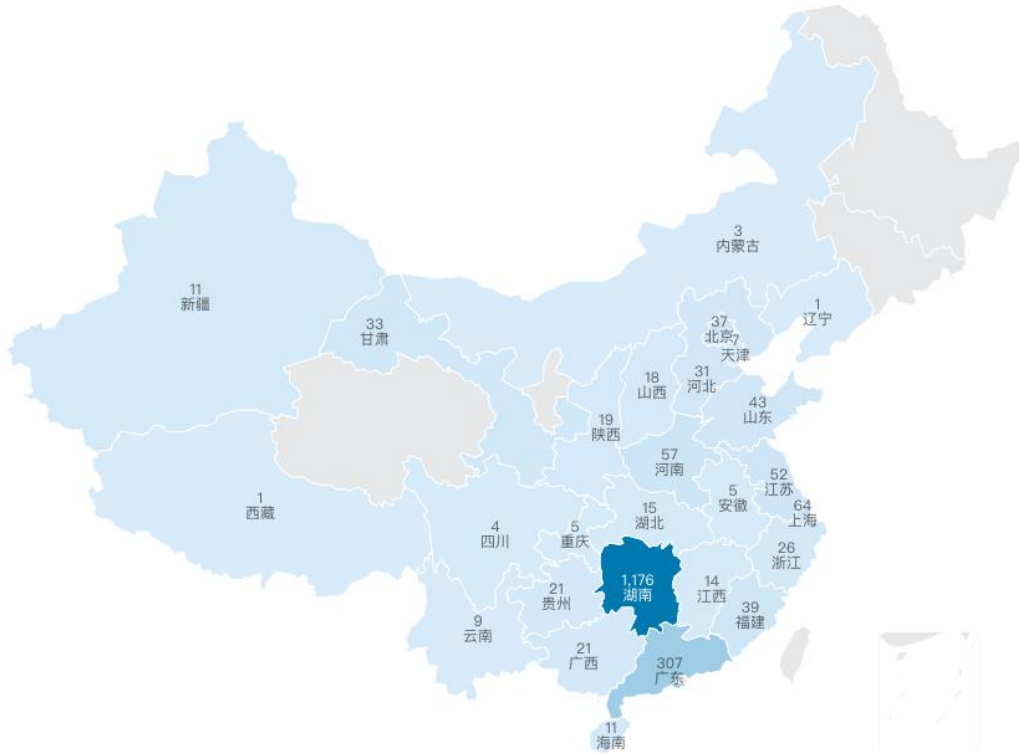 3
内蒙古
11
新疆
1
辽宁
33
甘肃
37
北京
7
天津
31
河北
18
山西
43
山东
19
陕西
57
河南
52
江苏
5
安徽
1
西藏
64
上海
15
湖北
4
四川
5
重庆
26
浙江
1,176
湖南
14
江西
21
贵州
39
福建
9
云南
21
广西
307
广东
11
海南